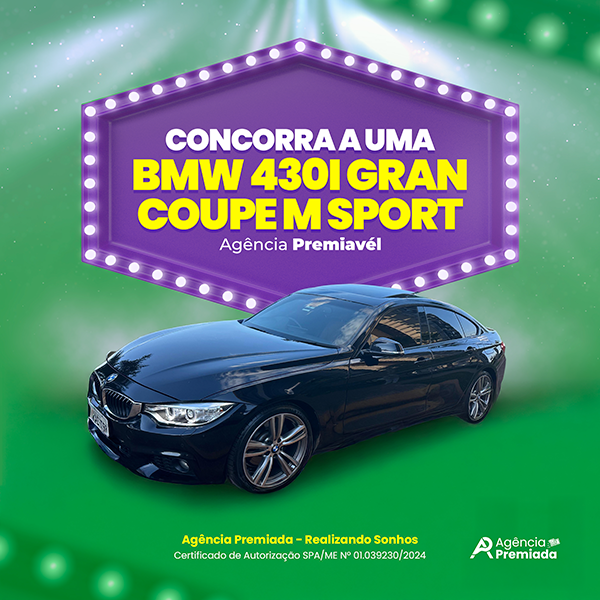 CONCORRA A UMA
BMW 430I GRAN
COUPE M SPORT
Agência Premiavél
Agência Premiada - Realizando Sonhos
Certificado de Autorização SPA/ME Nº 01.039230/2024
Agência
Premiada